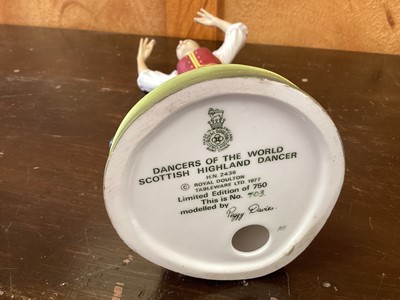 DANCERS OF THE WORLD
SCOTTISH HIGHLAND DANCER
H.N. 2436
© ROYAL DOULTON
TABLEWARE LTD 1977
Limited Edition of 750
This is No. 403
modelled by Peggy Davies.